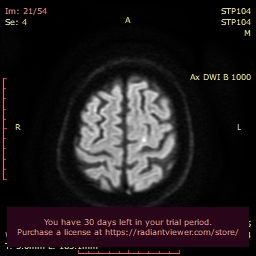 Im: 21/54
Se: 4
A
STP104
STP104
M
Ax DWI B 1000
R
L
You have 30 days left in your trial period.
Purchase a license at https://radiantviewer.com/store/